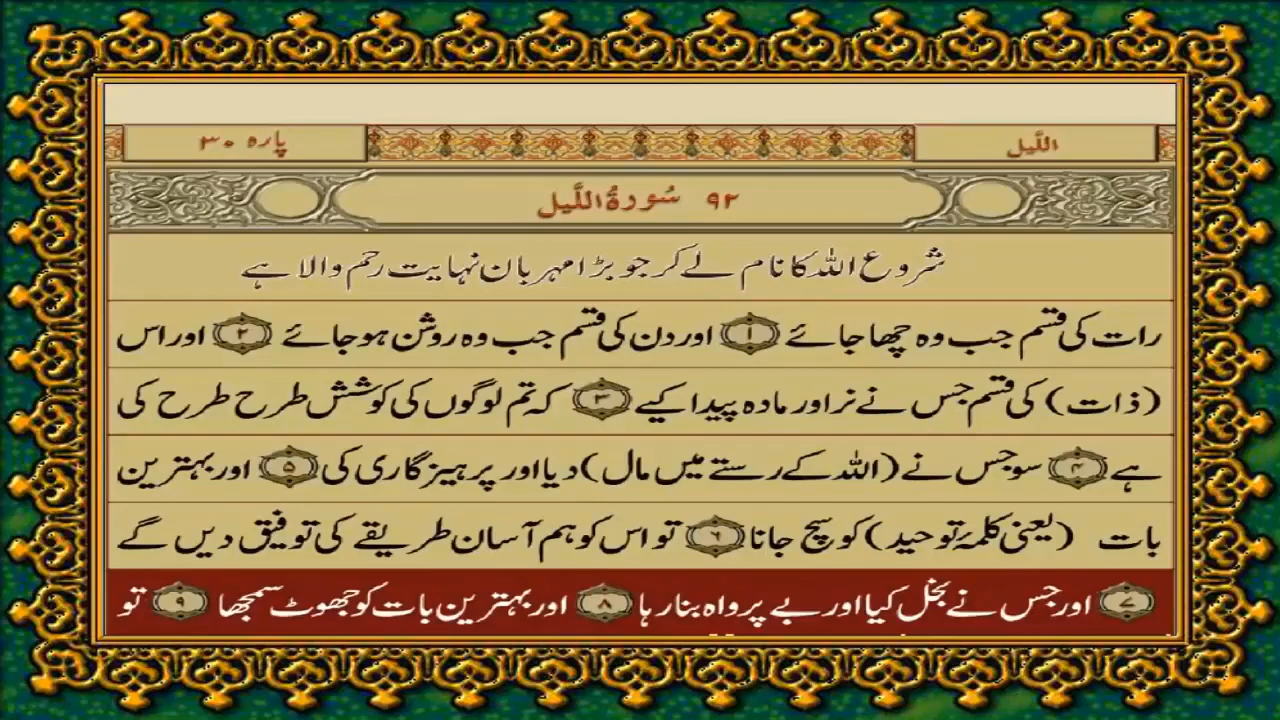 اللَّيل پارہ ۳۰
۹۲ سُورۃُ اللَّیل
شروع اللہ کا نام لے کر جو بڑا مہربان نہایت رحم والا ہے
رات کی قسم جب وہ چھا جائے ۱ اور دن کی قسم جب وہ روشن ہو جائے ۲ اور اس
(ذات) کی قسم جس نے نر اور مادہ پیدا کیے ۳ کہ تم لوگوں کی کوشش طرح طرح کی
ہے ۴ سو جس نے (اللہ کے رستے میں مال) دیا اور پرہیزگاری کی ۵ اور بہترین
بات (یعنی کلمۂ توحید) کو سچ جانا ۶ تو اس کو ہم آسان طریقے کی توفیق دیں گے
۷ اور جس نے بخل کیا اور بے پرواہ بنا رہا ۸ اور بہترین بات کو جھوٹ سمجھا ۹ تو